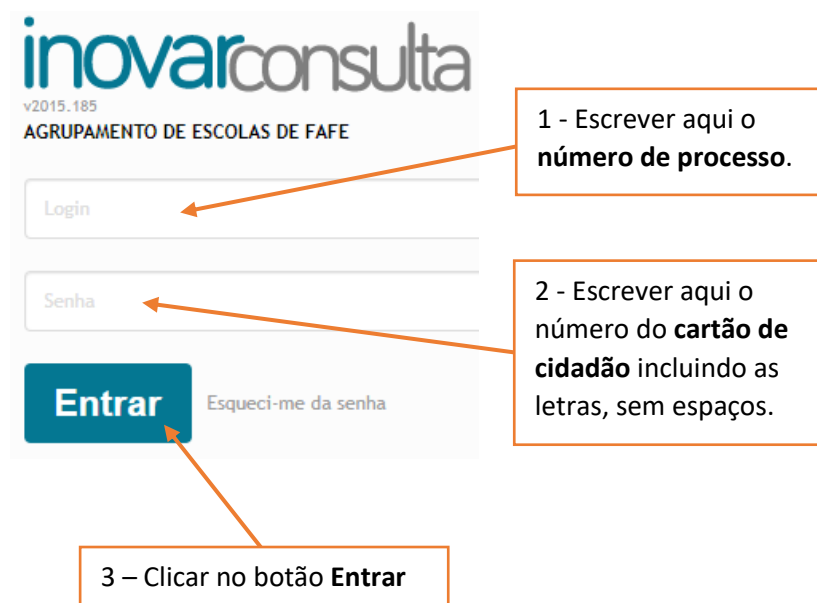 inovarconsulta
v2015.185
AGRUPAMENTO DE ESCOLAS DE FAFE
1 - Escrever aqui o
número de processo.
Login
Senha
2 - Escrever aqui o
número do cartão de
cidadão incluindo as
letras, sem espaços.
Entrar
Esqueci-me da senha
3 – Clicar no botão Entrar